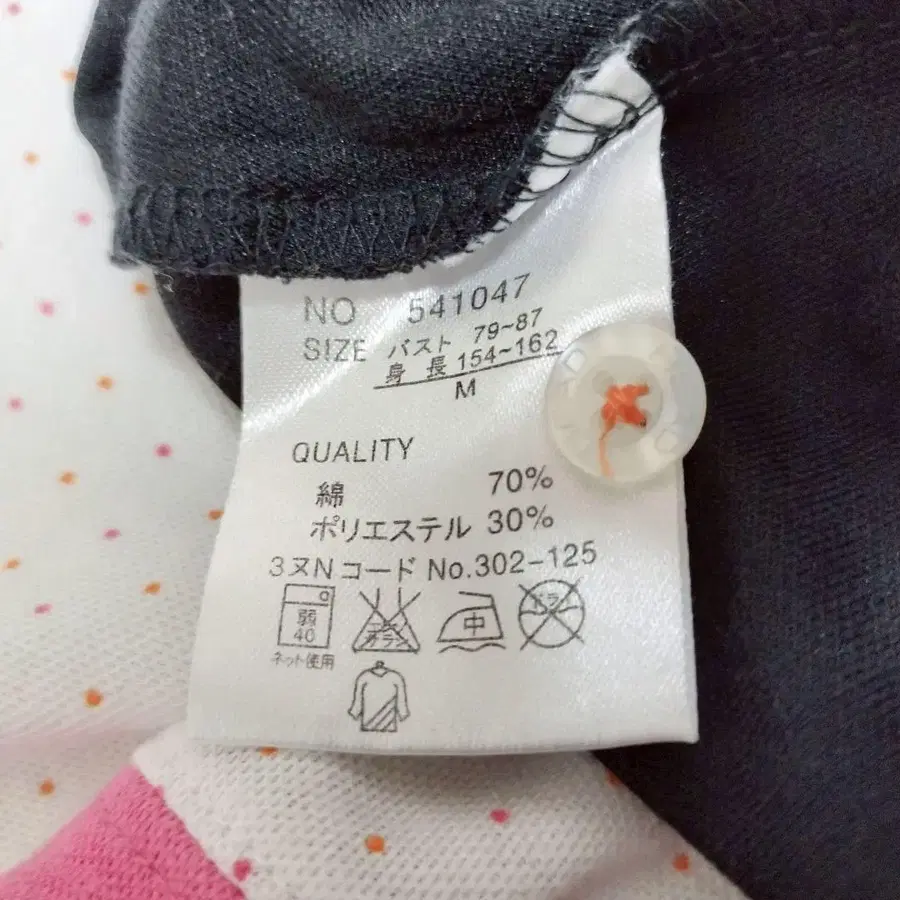 NO 541047
SIZE バスト 79~87
身長 154~162
M
QUALITY
綿 70%
ポリエステル 30%
3ヌN コード No.302-125
弱
40
中
ネット使用